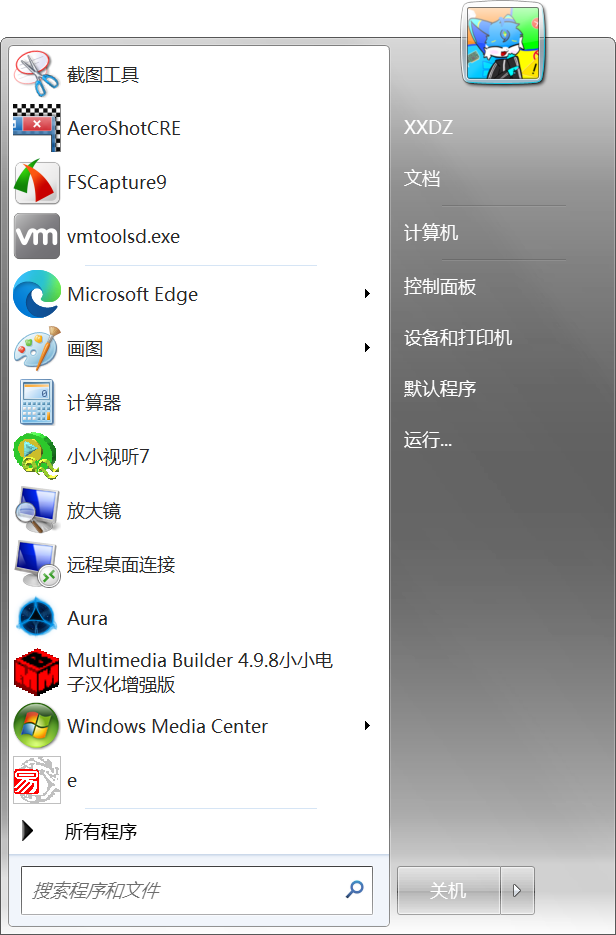 截图工具
AeroShotCRE
FSCapture9
vm
vmtoolsd.exe
Microsoft Edge
画图
计算器
0
小小视听7
放大镜
远程桌面连接
Aura
Multimedia Builder 4.9.8小小电
子汉化增强版
Windows Media Center
易
e
所有程序
搜索程序和文件
XXDZ
文档
计算机
控制面板
设备和打印机
默认程序
运行...
关机